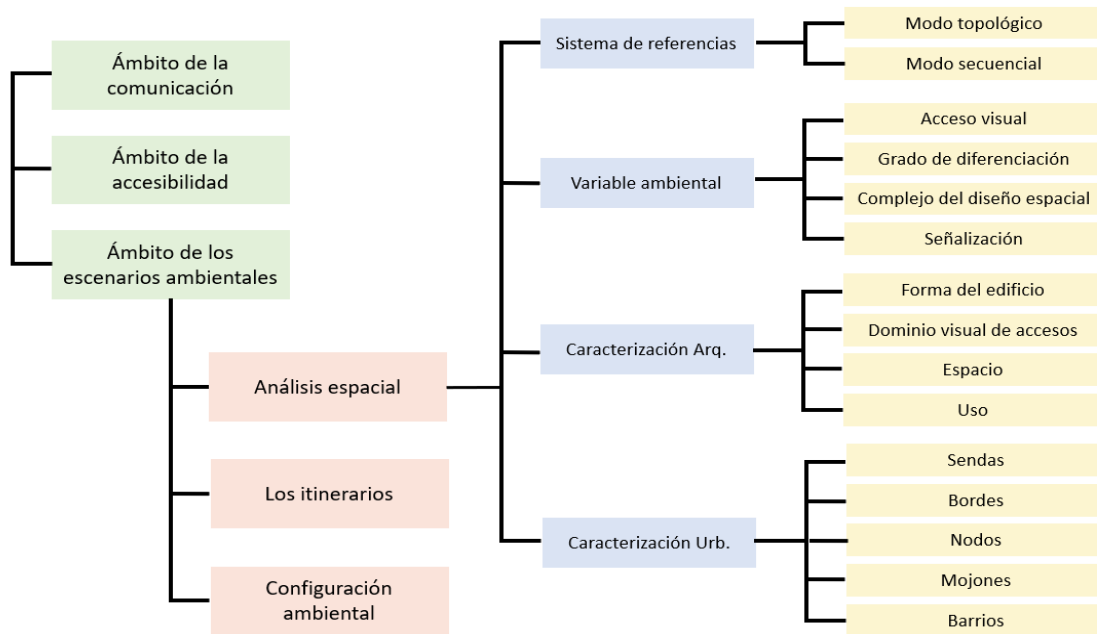 Ámbito de la
comunicación
Ámbito de la
accesibilidad
Ámbito de los
escenarios ambientales
Análisis espacial
Los itinerarios
Configuración
ambiental
Sistema de referencias
Variable ambiental
Caracterización Arq.
Caracterización Urb.
Modo topológico
Modo secuencial
Acceso visual
Grado de diferenciación
Complejo del diseño espacial
Señalización
Forma del edificio
Dominio visual de accesos
Espacio
Uso
Sendas
Bordes
Nodos
Mojones
Barrios